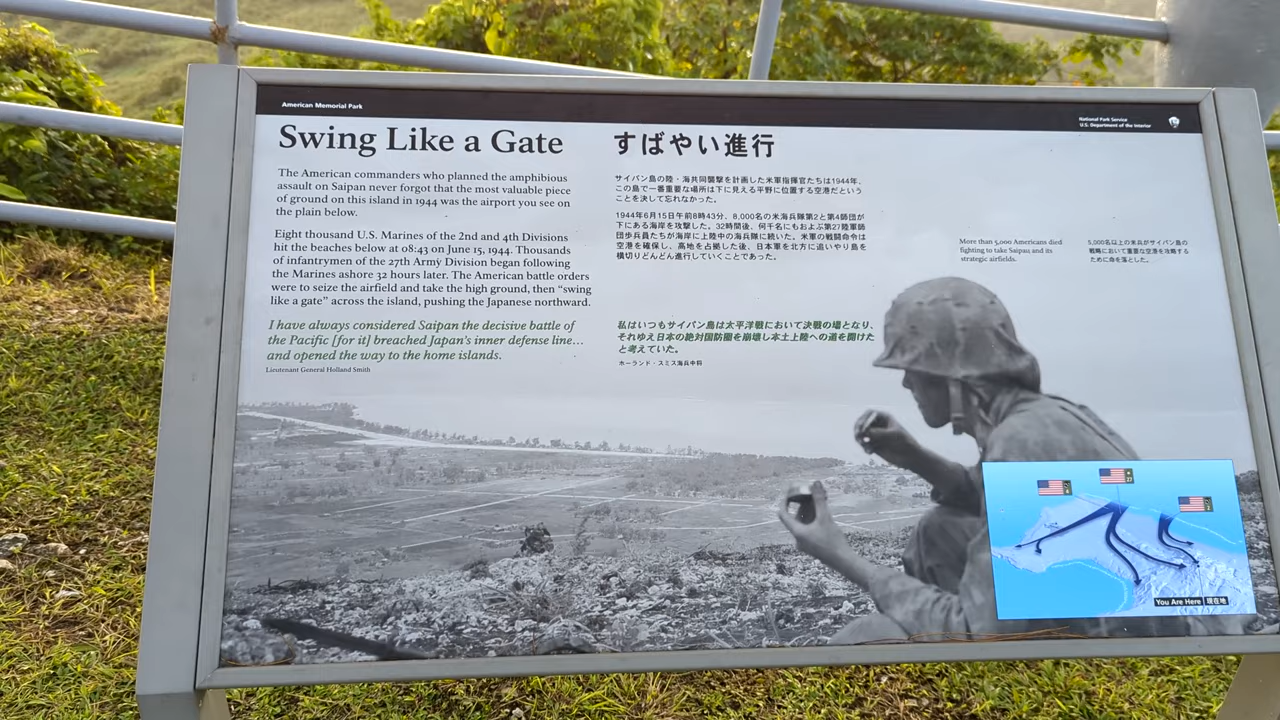 American Memorial Park
National Park Service
U.S. Department of the Interior
Swing Like a Gate
The American commanders who planned the amphibious
assault on Saipan never forgot that the most valuable piece
of ground on this island in 1944 was the airport you see on
the plain below.
Eight thousand U.S. Marines of the 2nd and 4th Divisions
hit the beaches below at 08:43 on June 15, 1944. Thousands
of infantrymen of the 27th Army Division began following
the Marines ashore 32 hours later. The American battle orders
were to seize the airfield and take the high ground, then “swing
like a gate” across the island, pushing the Japanese northward.
I have always considered Saipan the decisive battle of
the Pacific [for it] breached Japan's inner defense line…
and opened the way to the home islands.
Lieutenant General Holland Smith
すばやい進行
サイパン島の陸・海共同襲撃を計画した米軍指揮官たちは1944年、
この島で一番重要な場所は下に見える平野に位置する空港だという
ことを決して忘れなかった。
1944年6月15日午前8時43分、8,000名の米海兵隊第2と第4師団が
下にある海岸を攻撃した。32時間後、何千名にもおよぶ第27陸軍師
団歩兵員たちが海岸に上陸中の海兵隊に続いた。米軍の戦闘命令は
空港を確保し、高地を占拠した後、日本軍を北方に追いやり島を
横切りどんどん進行していくことであった。
私はいつもサイパン島は太平洋戦において決戦の場となり、
それゆえ日本の絶対国防圏を崩壊し本土上陸への道を開けた
と考えていた。
ホーランド・スミス海兵中将
More than 5,000 Americans died
fighting to take Saipan and its
strategic airfields.
5,000名以上の米兵がサイパン島の
戦略において重要な空港を攻略する
ために命を落とした。
27
You Are Here 現在地